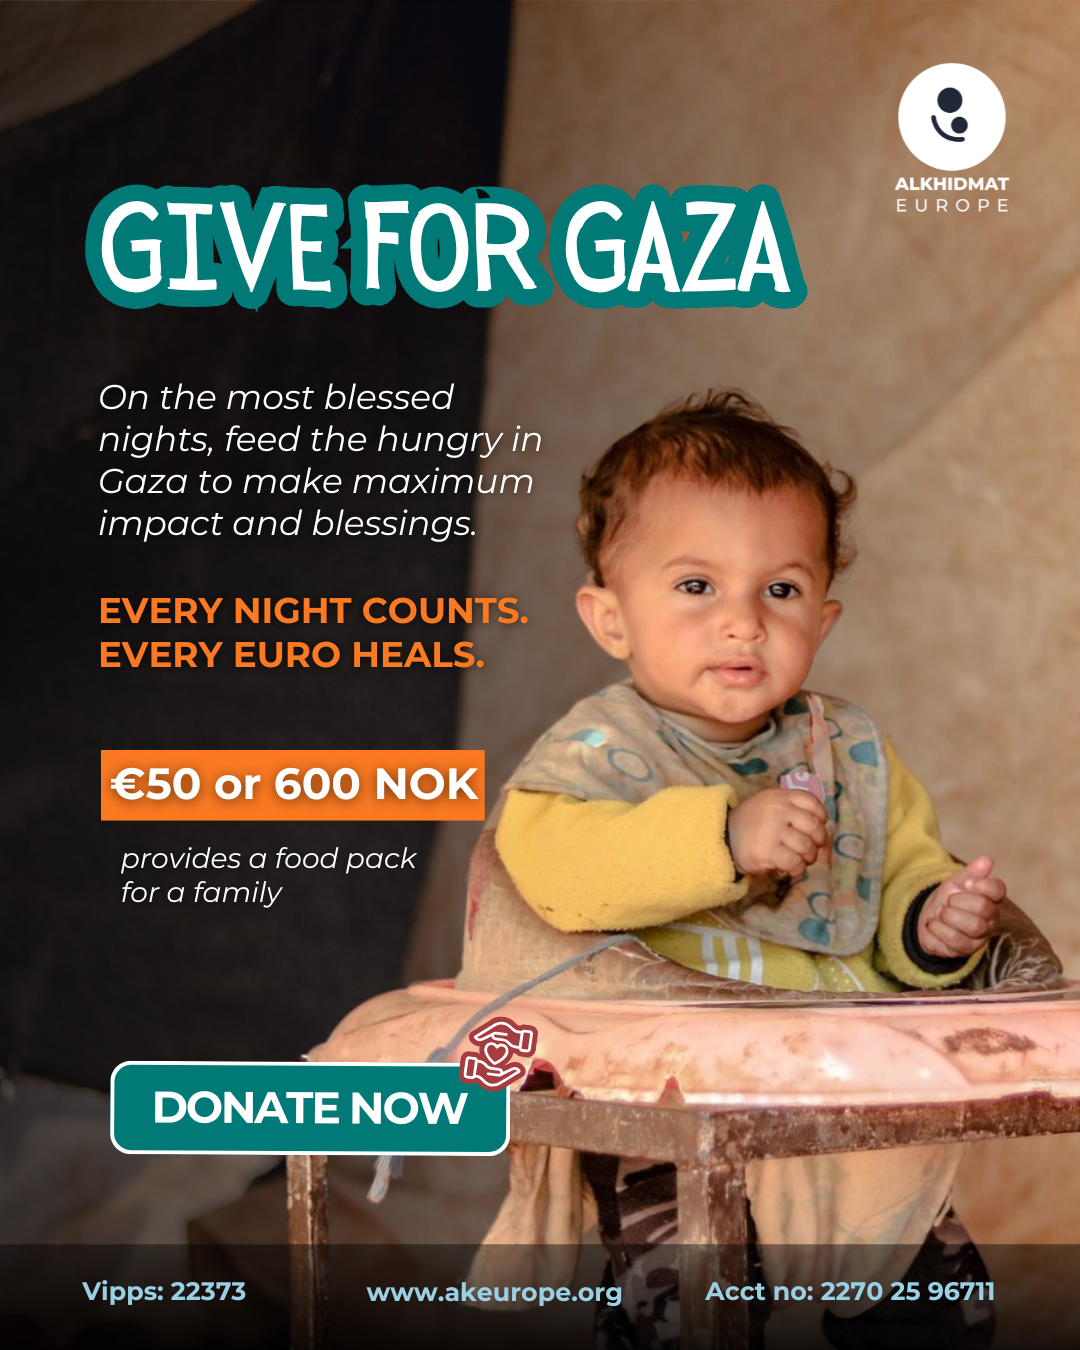 ALKHIDMAT
EUROPE
GIVE FOR GAZA
On the most blessed
nights, feed the hungry in
Gaza to make maximum
impact and blessings.
EVERY NIGHT COUNTS.
EVERY EURO HEALS.
€50 or 600 NOK
provides a food pack
for a family
DONATE NOW
Vipps: 22373
www.akeurope.org
Acct no: 2270 25 96711